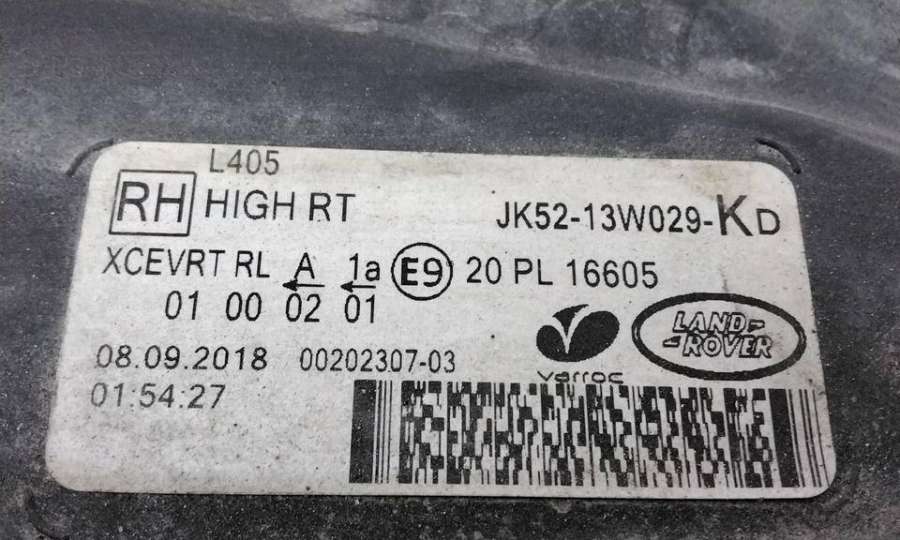 L405
RH HIGH RT
JK52-13W029-KD
XCEVRT RL A 1a E9 20 PL 16605
01 00 02 01
08.09.2018 00202307-03
01:54:27
varroc
LAND-
-ROVER